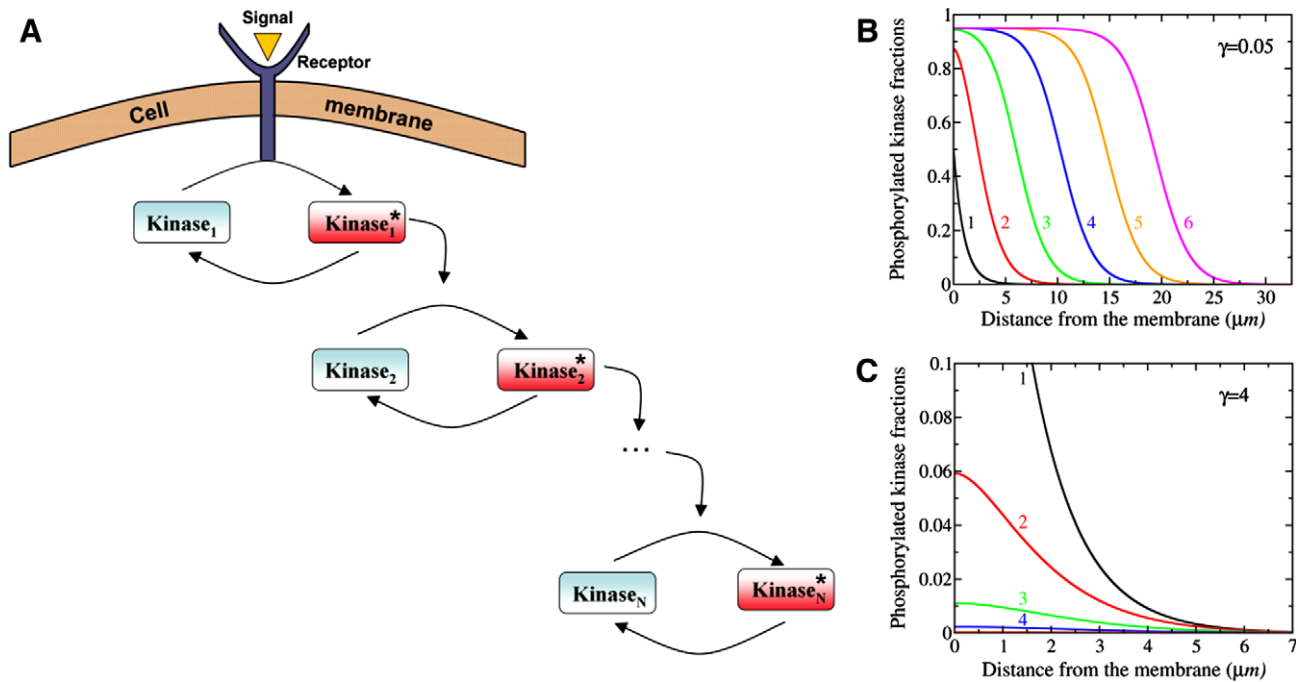 A
Signal
Receptor
Cell
membrane
Kinase₁
Kinase₁*
Kinase₂
Kinase₂*
...
Kinase_N
Kinase_N*
B
Phosphorylated kinase fractions
1
0.8
0.6
0.4
0.2
0
γ=0.05
1 2 3 4 5 6
0 5 10 15 20 25 30
Distance from the membrane (μm)
C
Phosphorylated kinase fractions
0.1
0.08
0.06
0.04
0.02
0
γ=4
1
2
3
4
0 1 2 3 4 5 6 7
Distance from the membrane (μm)